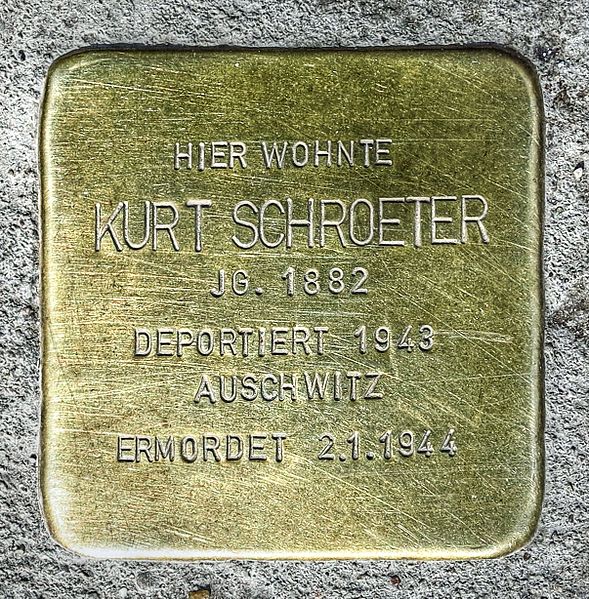 HIER WOHNTE
KURT SCHROETER
JG. 1882
DEPORTIERT 1943
AUSCHWITZ
ERMORDET 2.1.1944